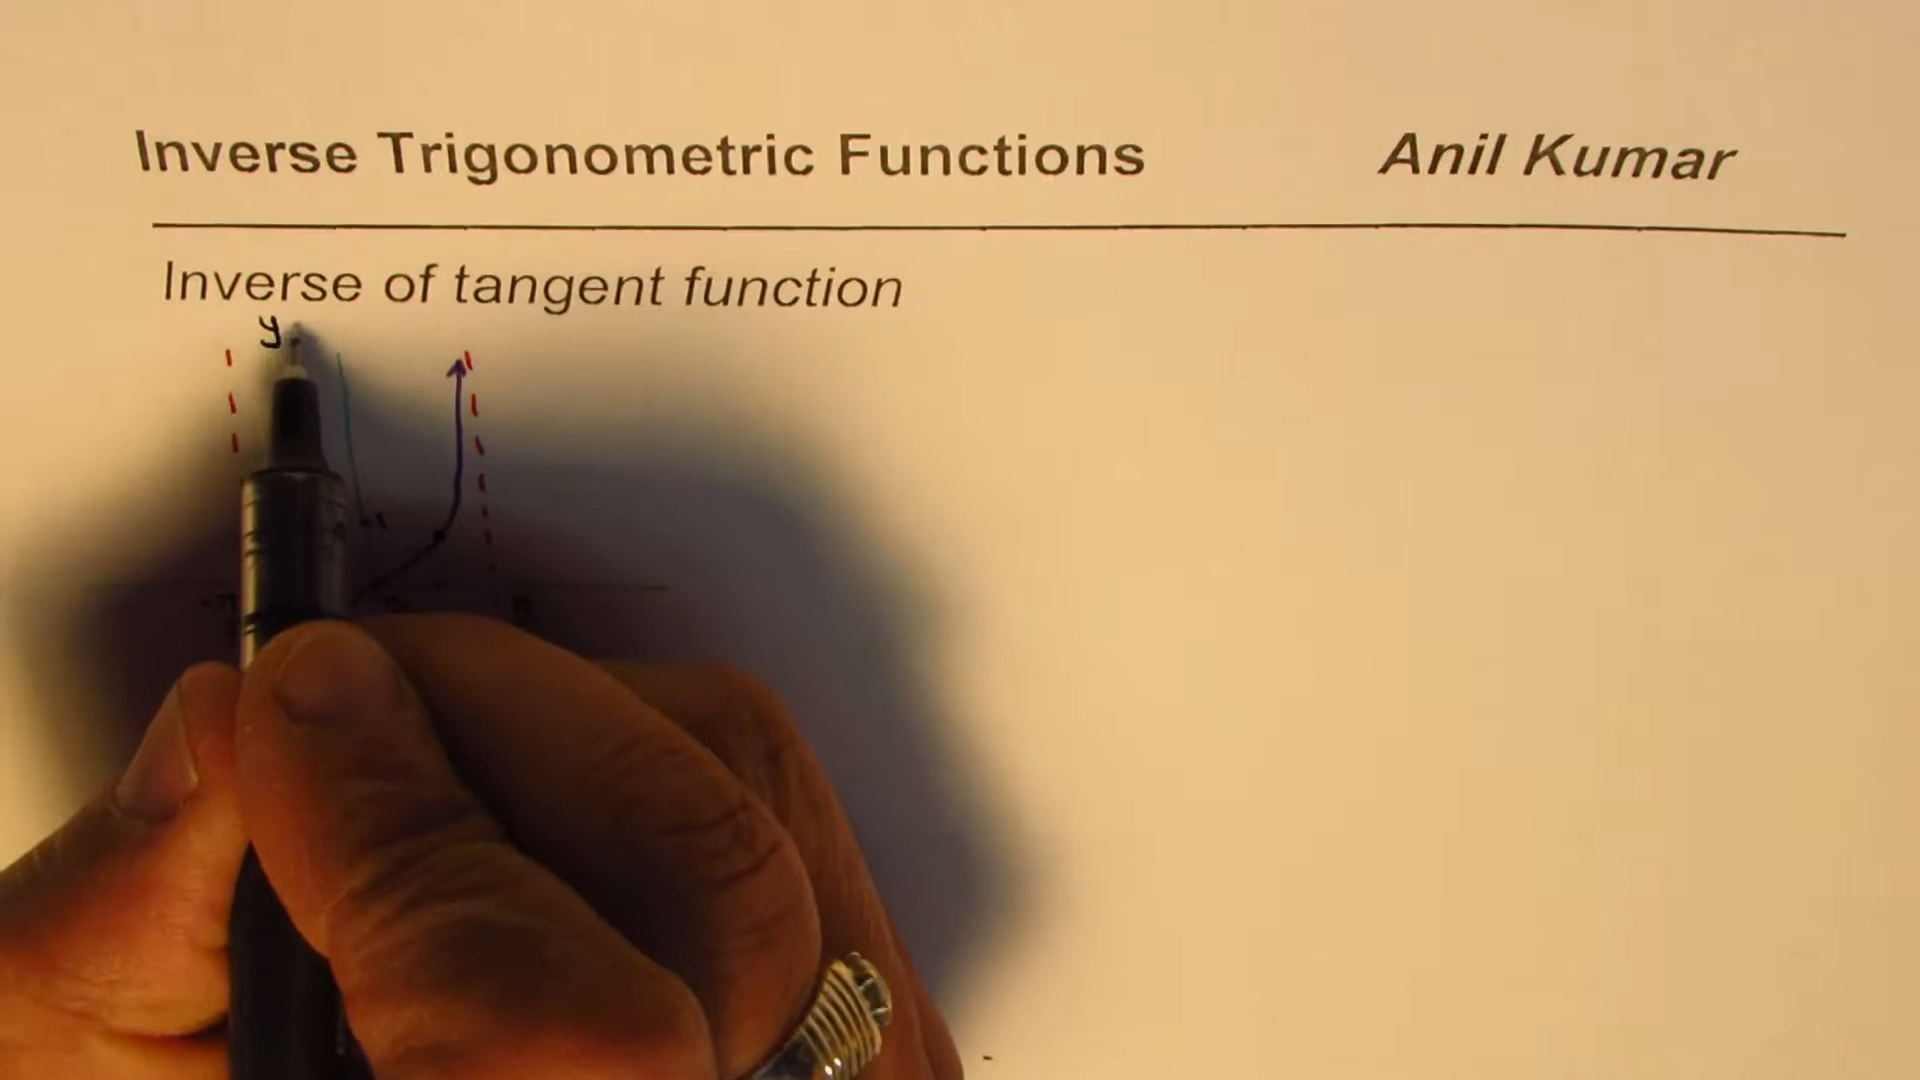 Inverse Trigonometric Functions Anil Kumar
Inverse of tangent function
y